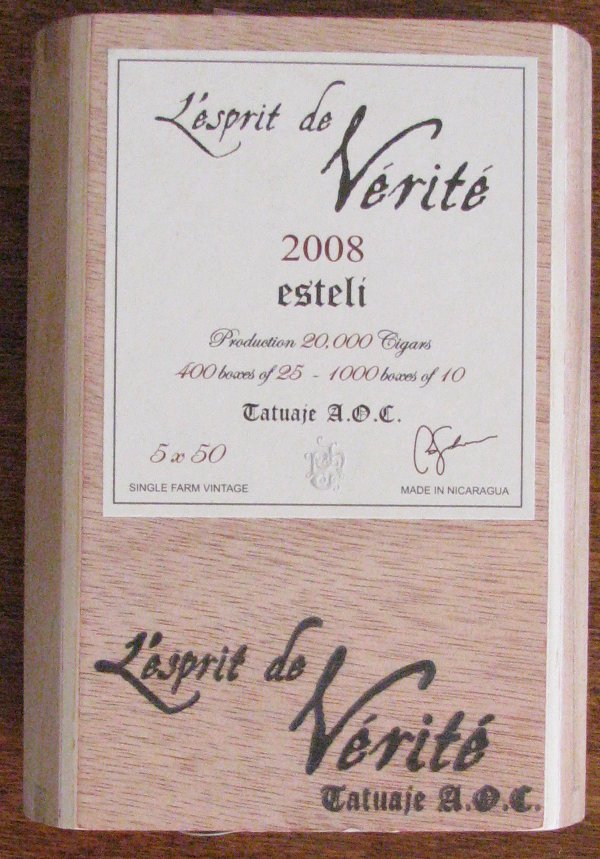 L'esprit de
Vérité
2008
esteli
Production 20,000 Cigars
400 boxes of 25 - 1000 boxes of 10
Tatuaje A.O.C.
5 x 50
SINGLE FARM VINTAGE
MADE IN NICARAGUA
L'esprit de
Vérité
Tatuaje A.O.C.